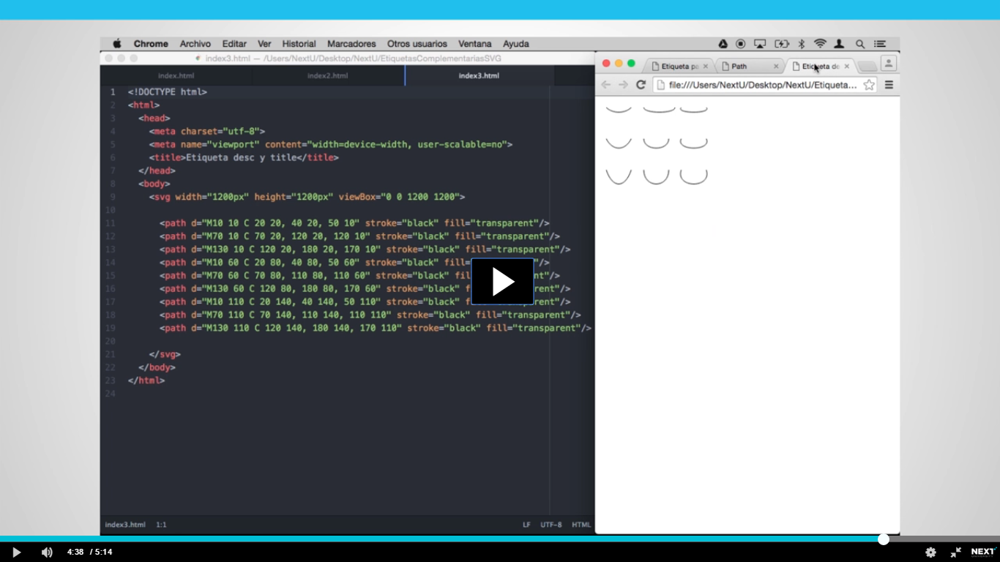 Chrome Archivo Editar Ver Historial Marcadores Otros usuarios Ventana Ayuda
index3.html — /Users/NextU/Desktop/NextU/EtiquetasComplementariasSVG
index.html index2.html index3.html
1 <!DOCTYPE html>
2 <html>
3 <head>
4 <meta charset="utf-8">
5 <meta name="viewport" content="width=device-width, user-scalable=no">
6 <title>Etiqueta desc y title</title>
7 </head>
8 <body>
9 <svg width="1200px" height="1200px" viewBox="0 0 1200 1200">
10
11 <path d="M10 10 C 20 20, 40 20, 50 10" stroke="black" fill="transparent"/>
12 <path d="M70 10 C 70 20, 120 20, 120 10" stroke="black" fill="transparent"/>
13 <path d="M130 10 C 120 20, 180 20, 170 10" stroke="black" fill="transparent"/>
14 <path d="M10 60 C 20 80, 40 80, 50 60" stroke="black" fill= "/>
15 <path d="M70 60 C 70 80, 110 80, 110 60" stroke="black" fil nt"/>
16 <path d="M130 60 C 120 80, 180 80, 170 60" stroke="black" f rent"/>
17 <path d="M10 110 C 20 140, 40 140, 50 110" stroke="black" f rent"/>
18 <path d="M70 110 C 70 140, 110 140, 110 110" stroke="black" fill="transparent"/>
19 <path d="M130 110 C 120 140, 180 140, 170 110" stroke="black" fill="transparent"/>
20
21 </svg>
22 </body>
23 </html>
24
index3.html 1:1 LF UTF-8 HTML
Etiqueta pa Path Etiqueta de
file:///Users/NextU/Desktop/NextU/Etiqueta...
4:38 / 5:14
NEXT